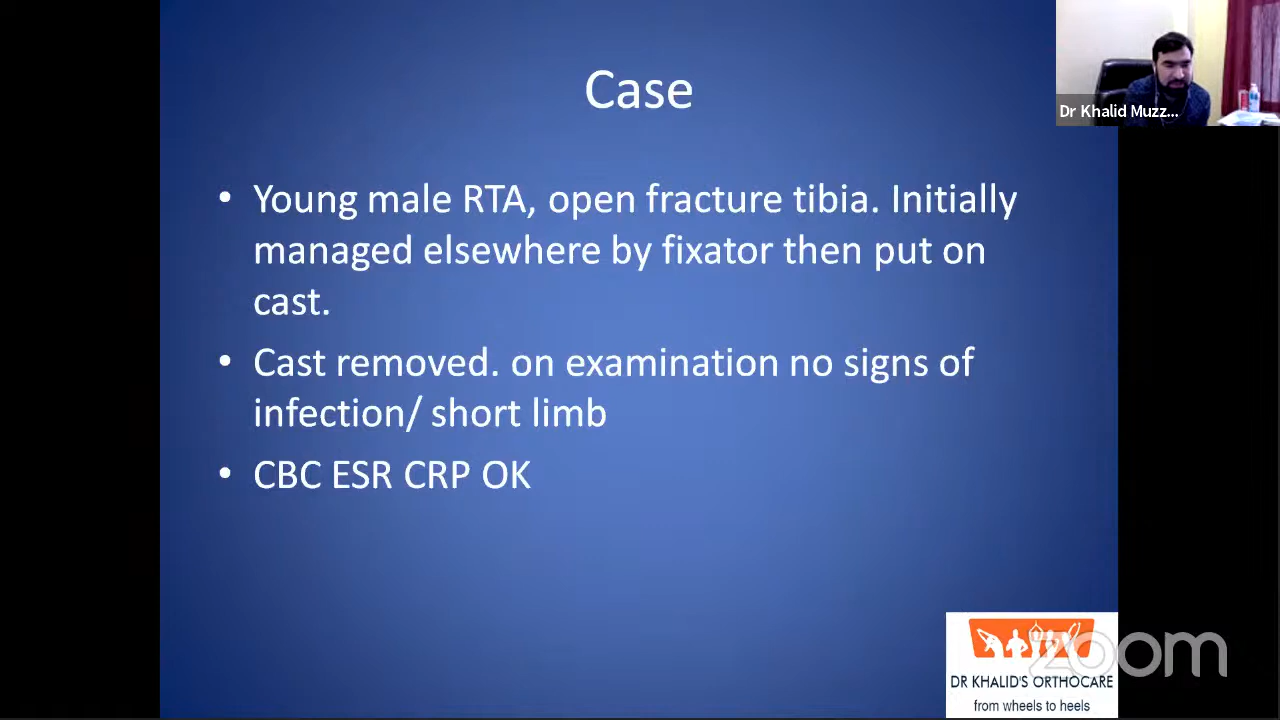 Case
• Young male RTA, open fracture tibia. Initially
managed elsewhere by fixator then put on
cast.
• Cast removed. on examination no signs of
infection/ short limb
• CBC ESR CRP OK
Dr Khalid Muzz...
zoom
DR KHALID'S ORTHOCARE
from wheels to heels